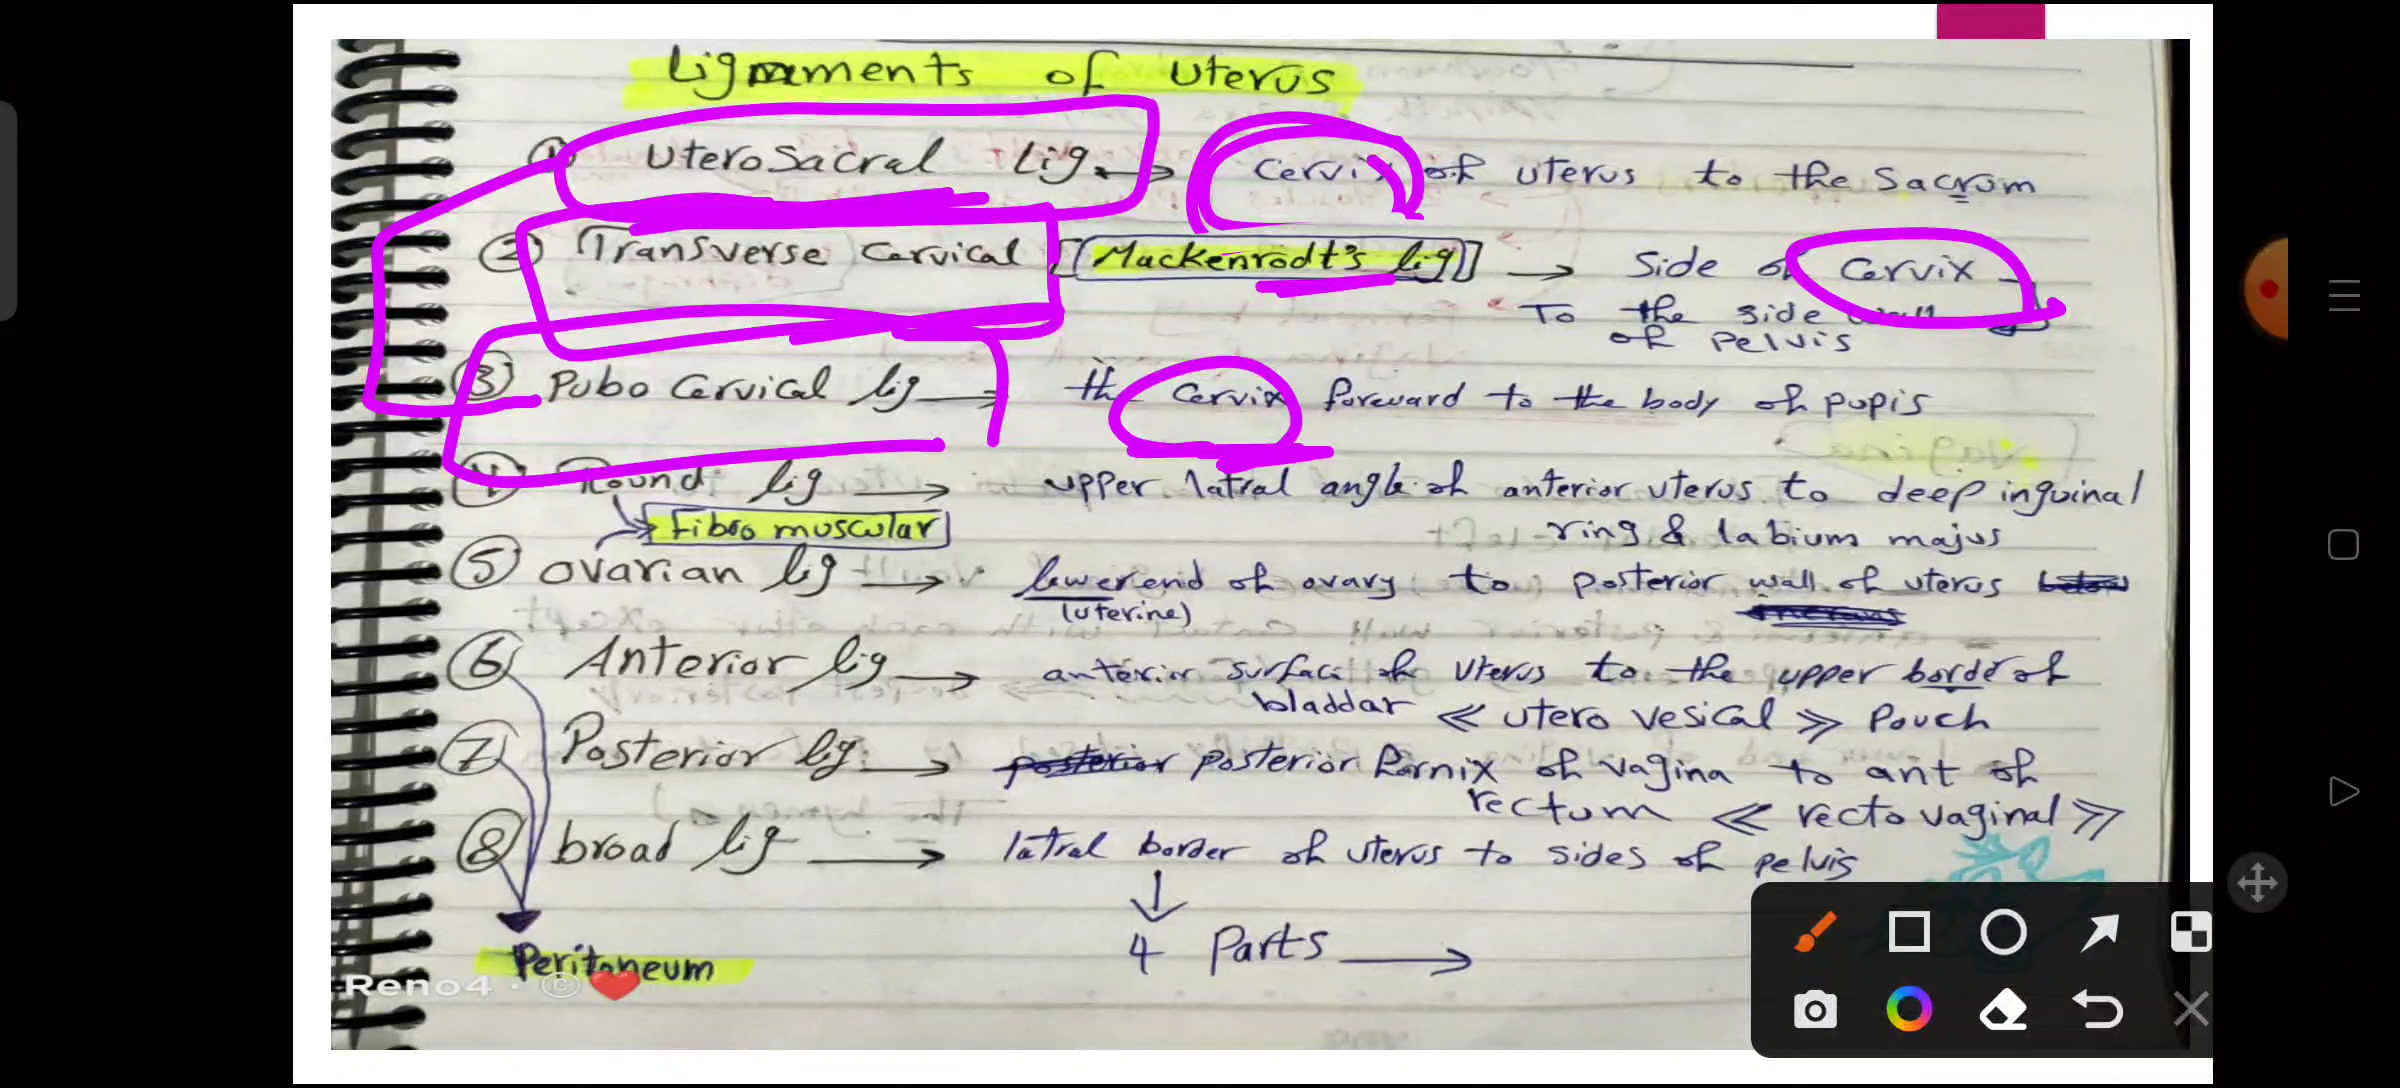 Ligmments of uterus
① UteroSacral Lig. → Cervix of uterus to the Sacrum
② Transverse Cervical [(Mackenrodt's lig)] → Side of Cervix
To the side wall
of pelvis
③ Pubo Cervical lig → the Cervix foreward to the body of pupis
④ Round lig → upper latral angle of anterior uterus to deep inguinal
ring & labium majus
Fibro muscular
⑤ ovarian lig → lower end of ovary to posterior wall of uterus
(uterine)
⑥ Anterior lig → anterior surface of uterus to the upper border of
bladdar << utero vesical >> Pouch
⑦ Posterior lig → posterior posterior fornix of vagina to ant of
rectum << recto vaginal >>
⑧ broad lig → latral border of uterus to sides of pelvis
4 Parts →
Peritoneum
Reno4 · ©